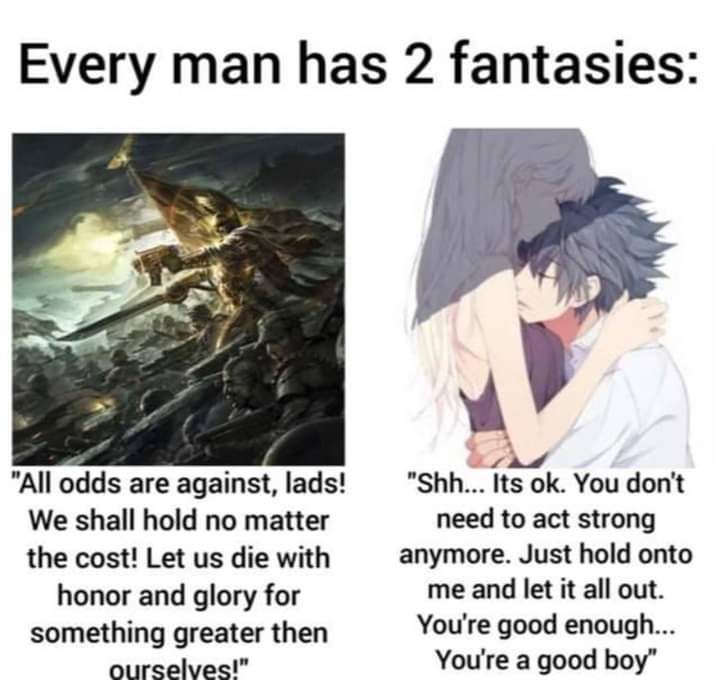 Every man has 2 fantasies:
"All odds are against, lads!
We shall hold no matter
the cost! Let us die with
honor and glory for
something greater then
ourselves!"
"Shh... Its ok. You don't
need to act strong
anymore. Just hold onto
me and let it all out.
You're good enough...
You're a good boy"